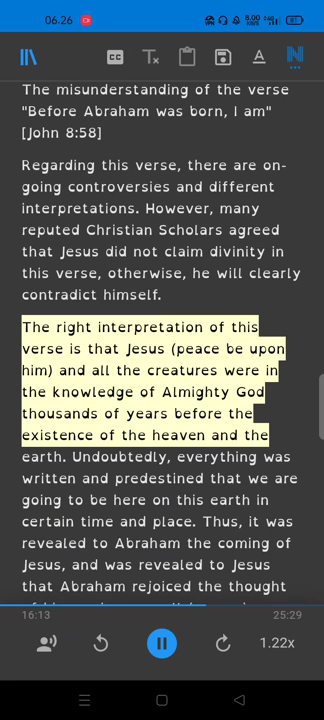 06.26
8.00 KB/S
61
CC
The misunderstanding of the verse
"Before Abraham was born, I am"
[John 8:58]
Regarding this verse, there are on-
going controversies and different
interpretations. However, many
reputed Christian Scholars agreed
that Jesus did not claim divinity in
this verse, otherwise, he will clearly
contradict himself.
The right interpretation of this
verse is that Jesus (peace be upon
him) and all the creatures were in
the knowledge of Almighty God
thousands of years before the
existence of the heaven and the
earth. Undoubtedly, everything was
written and predestined that we are
going to be here on this earth in
certain time and place. Thus, it was
revealed to Abraham the coming of
Jesus, and was revealed to Jesus
that Abraham rejoiced the thought
16:13
25:29
1.22x